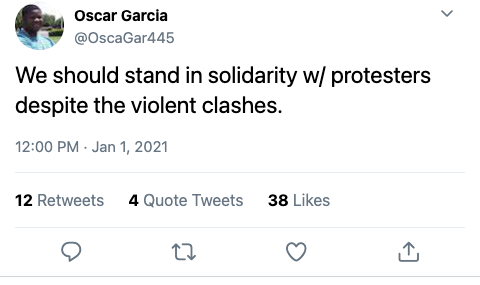 Oscar Garcia
@OscaGar445
We should stand in solidarity w/ protesters
despite the violent clashes.
12:00 PM · Jan 1, 2021
12 Retweets 4 Quote Tweets 38 Likes